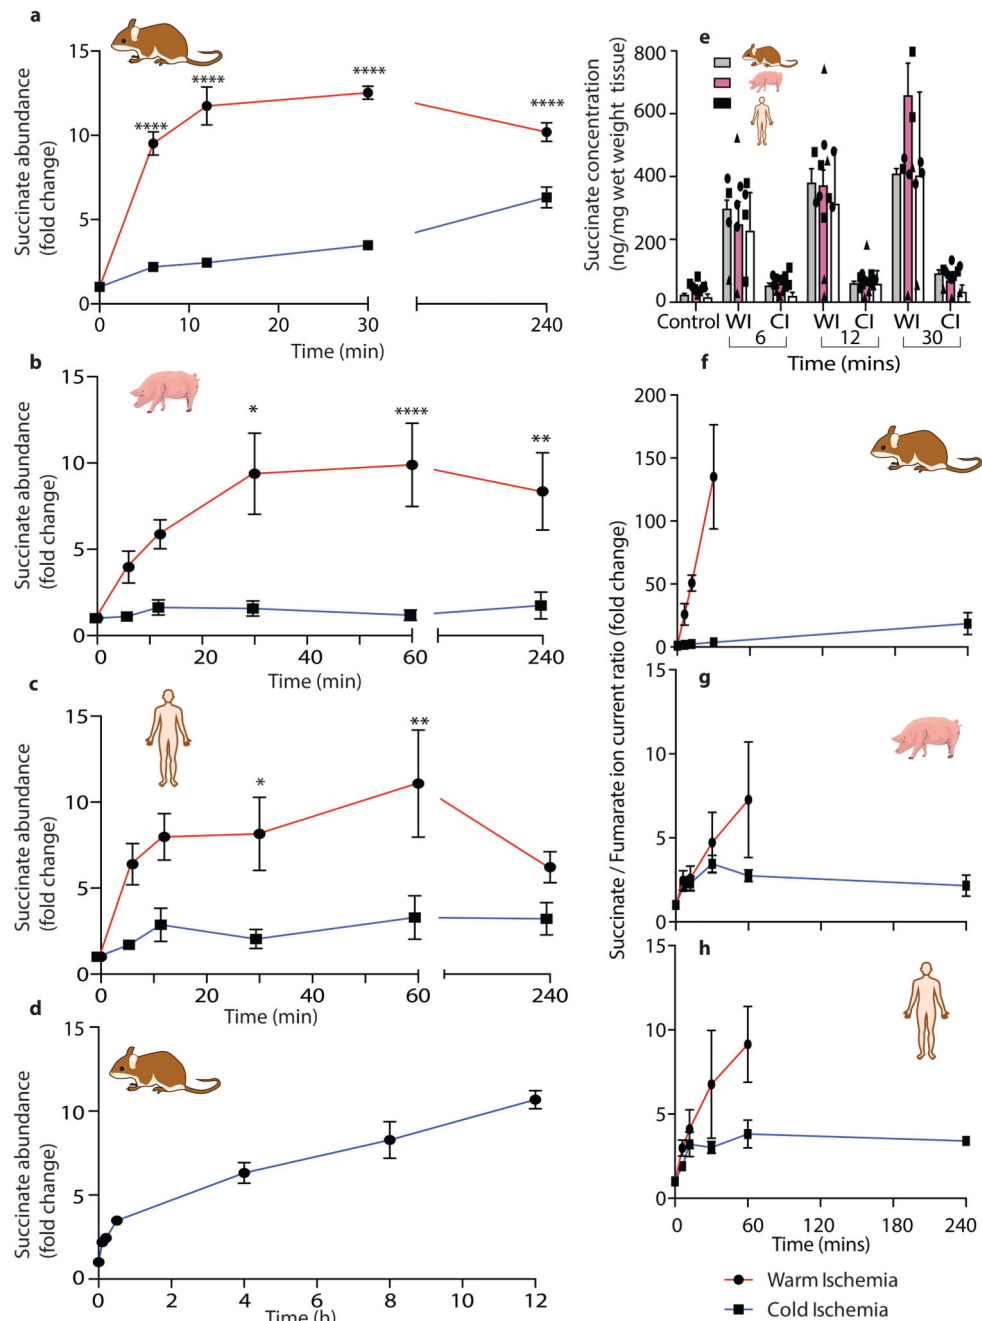 a
Succinate abundance
(fold change)
15
10
5
0
****
****
****
****
0 10 20 30 240
Time (min)
b
Succinate abundance
(fold change)
15
10
5
0
*
****
**
0 20 40 60 240
Time (min)
c
Succinate abundance
(fold change)
15
10
5
0
*
**
0 20 40 60 240
Time (min)
d
Succinate abundance
(fold change)
15
10
5
0
0 2 4 6 8 10 12
Time (h)
e
Succinate concentration
(ng/mg wet weight tissue)
800
600
400
200
0
Control WI CI WI CI WI CI
6 12 30
Time (mins)
Succinate / Fumarate ion current ratio (fold change)
f
200
150
100
50
0
g
15
10
5
0
h
15
10
5
0
0 60 120 180 240
Time (mins)
Warm Ischemia
Cold Ischemia